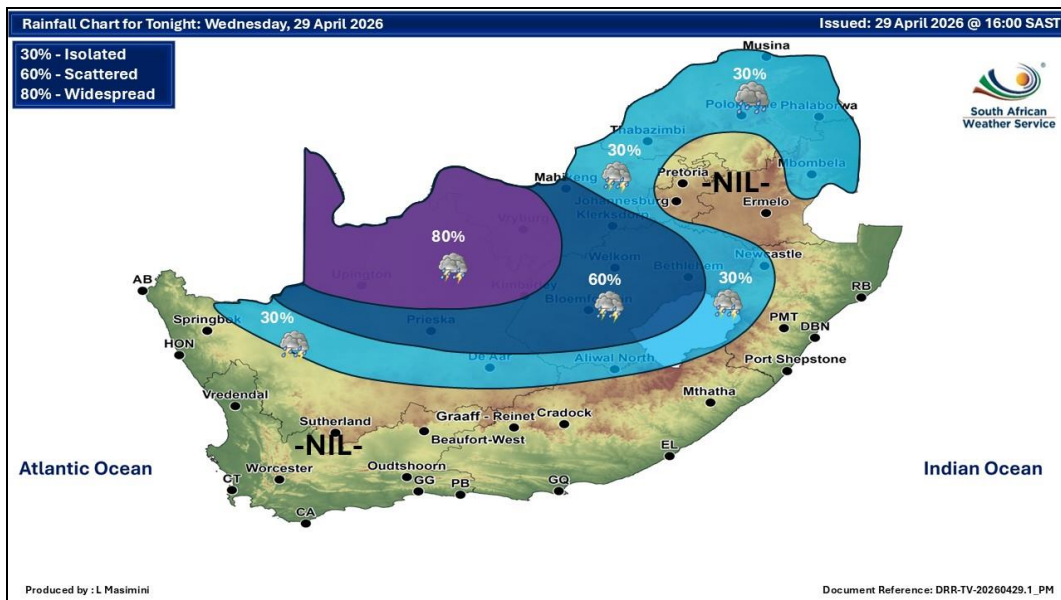 Rainfall Chart for Tonight: Wednesday, 29 April 2026
Issued: 29 April 2026 @ 16:00 SAST
30% - Isolated
60% - Scattered
80% - Widespread
South African
Weather Service
Musina
30%
Polokwane
Phalaborwa
Thabazimbi
30%
Mbombela
Mahikeng
Pretoria
-NIL-
Johannesburg
Ermelo
Klerksdorp
Vryburg
80%
Newcastle
Welkom
Bethlehem
Upington
60%
30%
AB
Kimberley
RB
Bloemfontein
30%
Prieska
Springbok
PMT
DBN
HON
De Aar
Aliwal North
Port Shepstone
Vredendal
Mthatha
Sutherland
Graaff - Reinet
Cradock
-NIL-
Beaufort-West
EL
Atlantic Ocean
Worcester
Oudtshoorn
Indian Ocean
CT
GG
PB
GQ
CA
Produced by : L Masimini
Document Reference: DRR-TV-20260429.1_PM